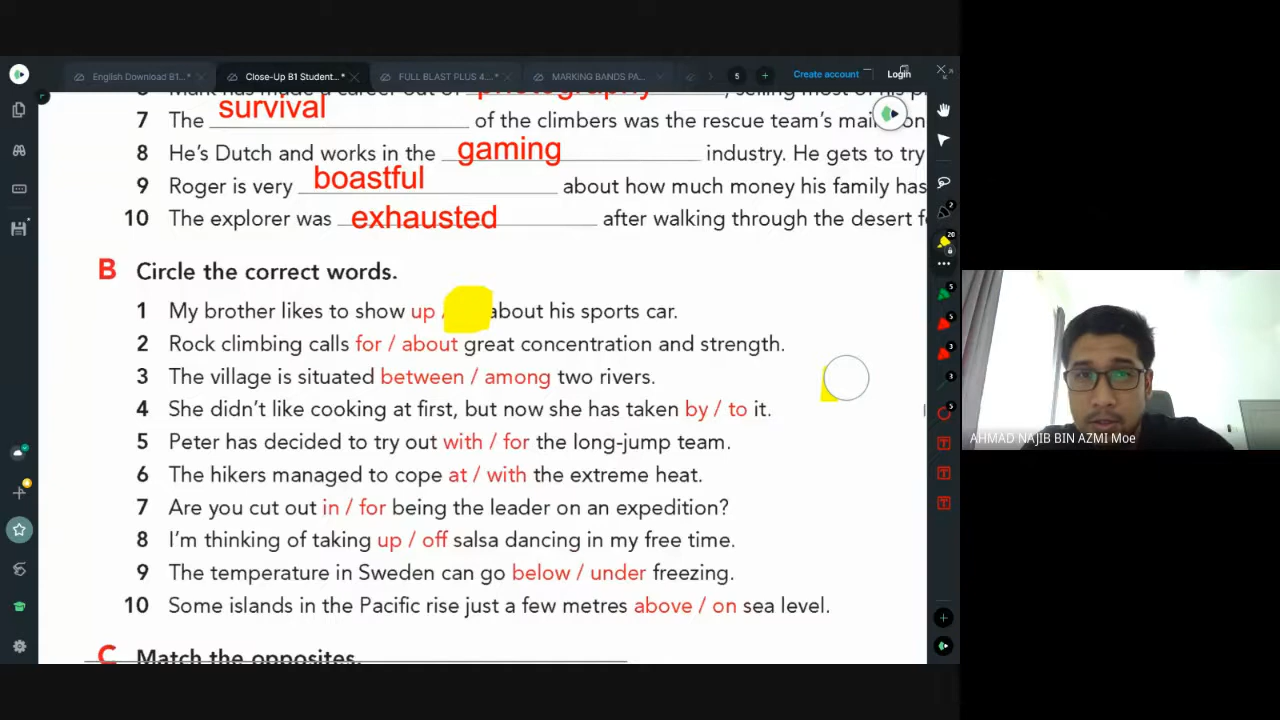 English Download B1...*
Close-Up B1 Student...*
FULL BLAST PLUS 4....*
MARKING BANDS PA...
5
Create account
Login
photography
survival
7 The of the climbers was the rescue team's
8 He's Dutch and works in the gaming industry. He gets to try
9 Roger is very boastful about how much money his family has
10 The explorer was exhausted after walking through the desert
B Circle the correct words.
1 My brother likes to show up / about his sports car.
2 Rock climbing calls for / about great concentration and strength.
3 The village is situated between / among two rivers.
4 She didn't like cooking at first, but now she has taken by / to it.
5 Peter has decided to try out with / for the long-jump team.
6 The hikers managed to cope at / with the extreme heat.
7 Are you cut out in / for being the leader on an expedition?
8 I'm thinking of taking up / off salsa dancing in my free time.
9 The temperature in Sweden can go below / under freezing.
10 Some islands in the Pacific rise just a few metres above / on sea level.
C Match the opposites.
AHMAD NAJIB BIN AZMI Moe